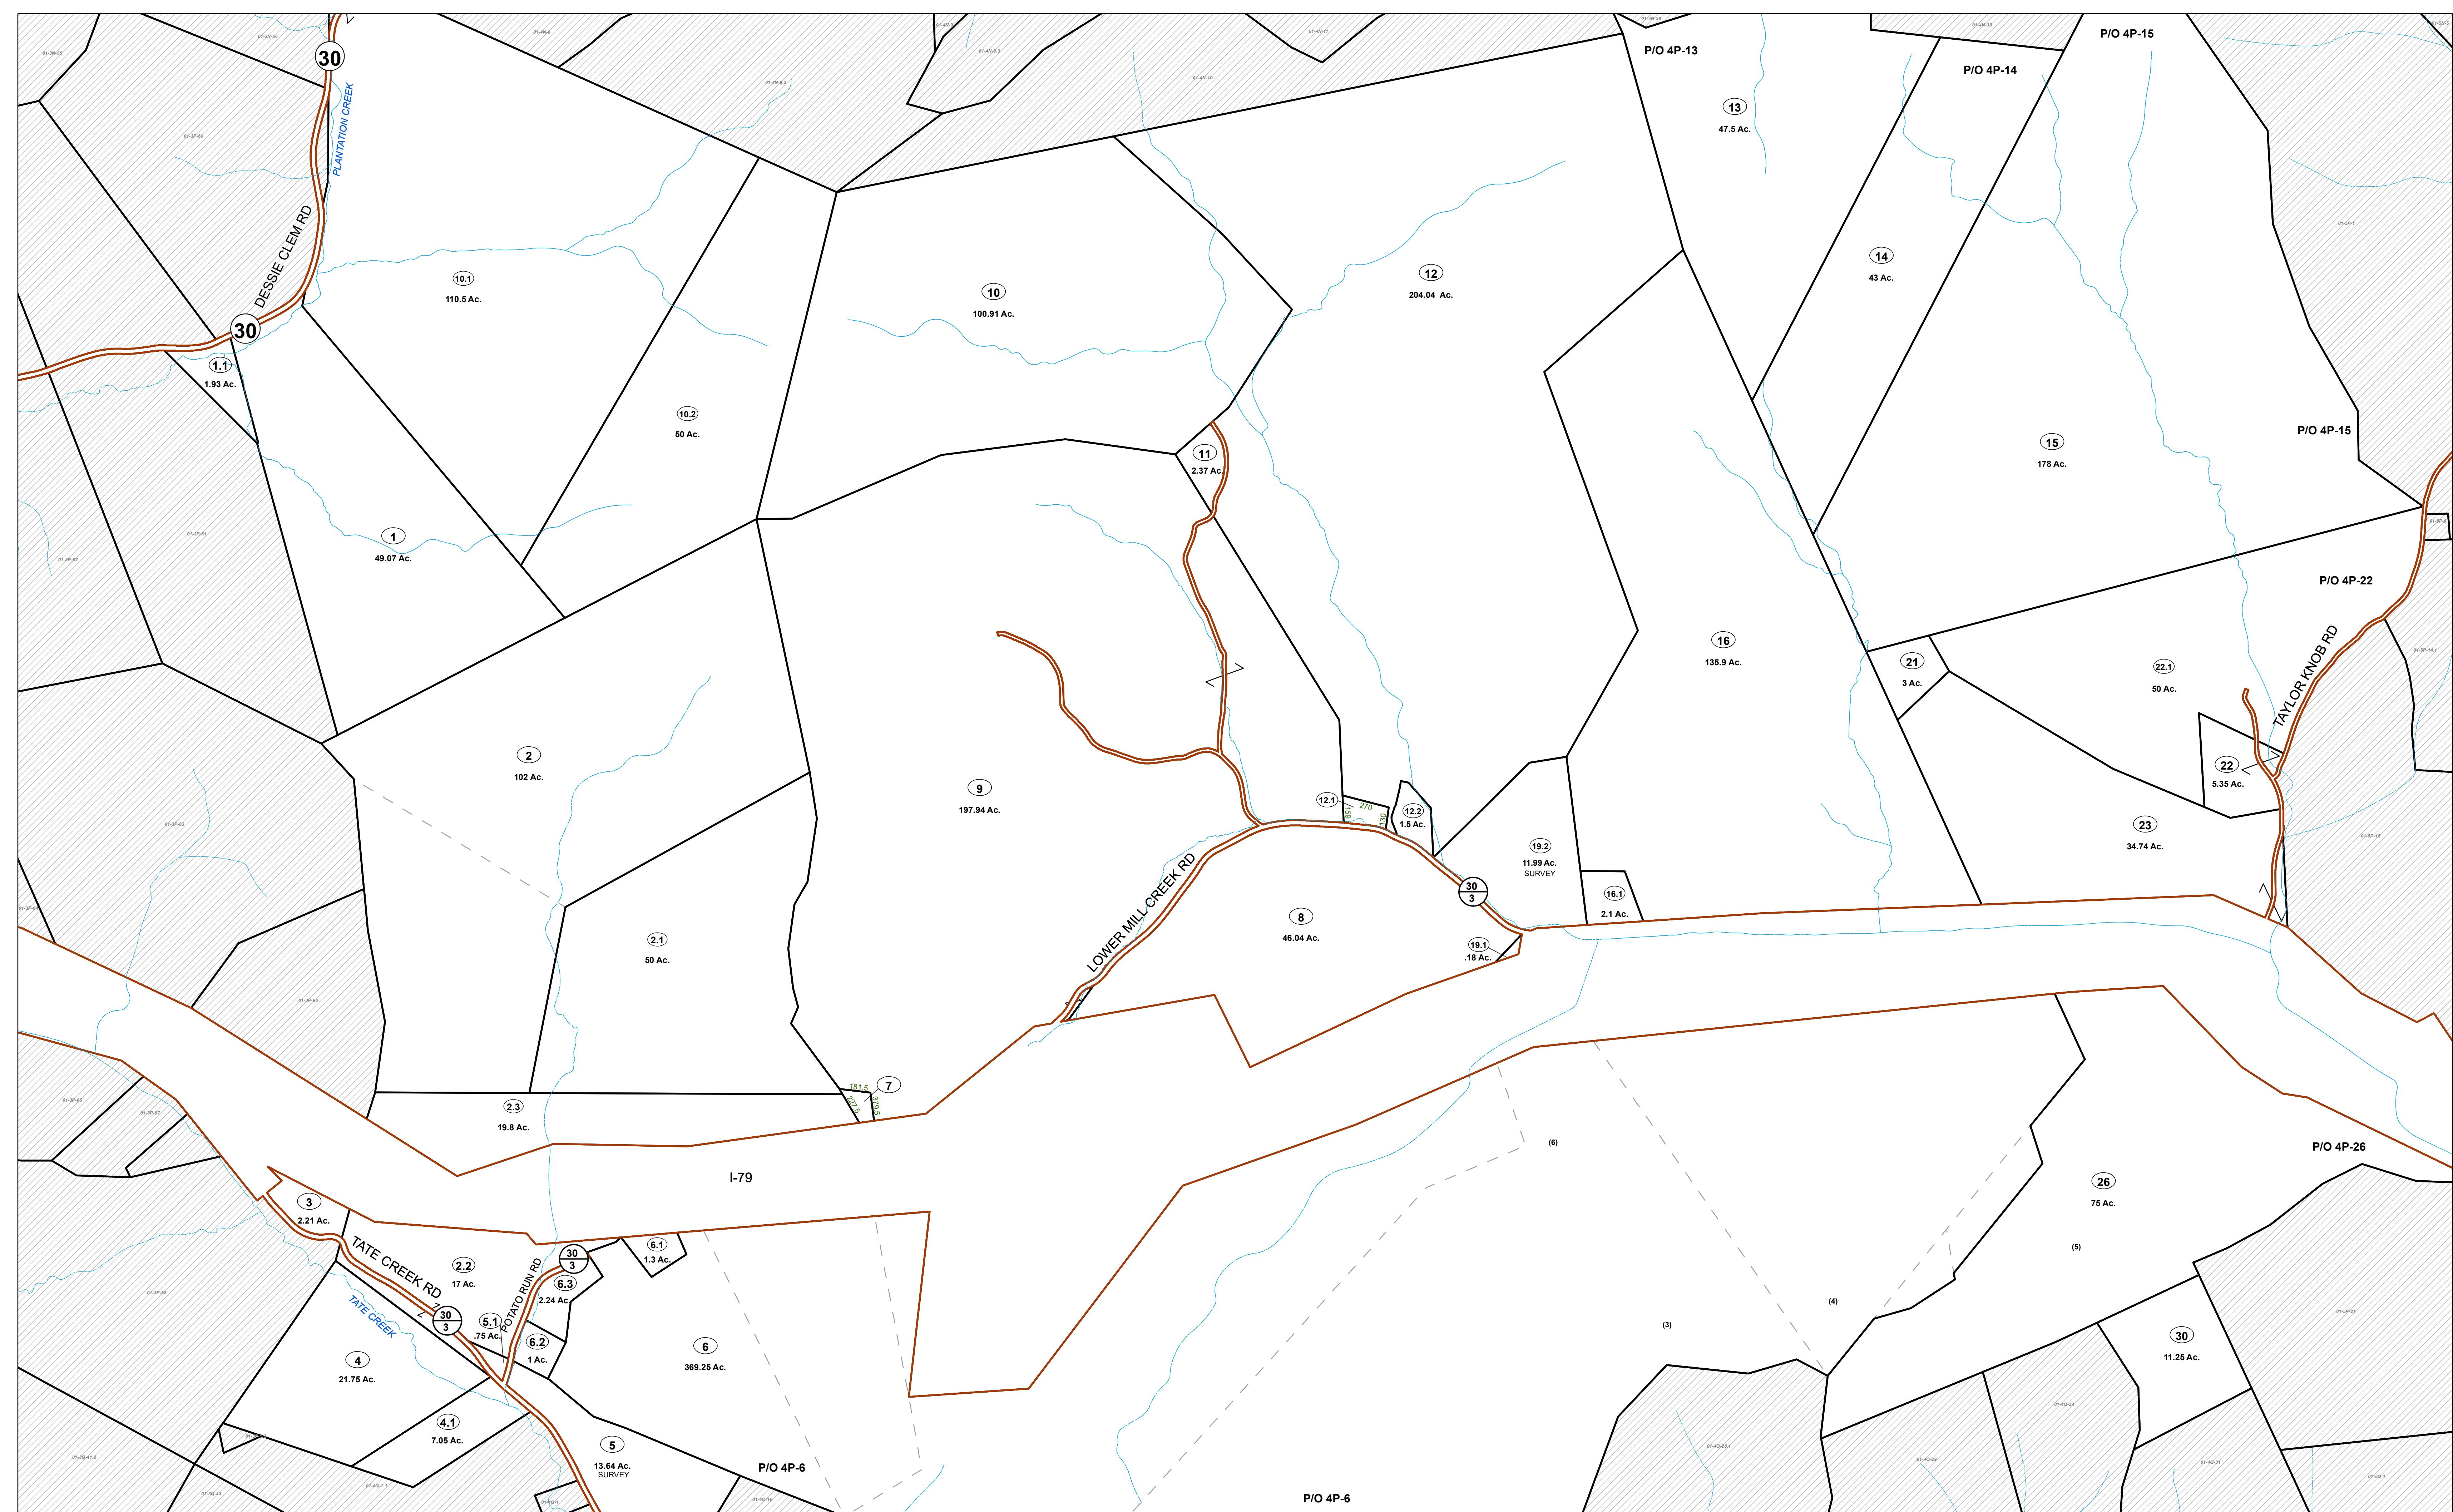 P/O 4P-15
P/O 4P-13
P/O 4P-14
30
PLANTATION CREEK
13
47.5 Ac.
DESSIE CLEM RD
14
43 Ac.
10.1
110.5 Ac.
10
100.91 Ac.
12
204.04 Ac.
30
1.1
1.93 Ac.
10.2
50 Ac.
15
178 Ac.
P/O 4P-15
11
2.37 Ac.
1
49.07 Ac.
P/O 4P-22
16
135.9 Ac.
21
3 Ac.
22.1
50 Ac.
TAYLOR KNOB RD
2
102 Ac.
9
197.94 Ac.
22
5.35 Ac.
12.1
270
159
130
12.2
1.5 Ac.
23
34.74 Ac.
19.2
11.99 Ac.
SURVEY
30
3
16.1
2.1 Ac.
LOWER MILL CREEK RD
8
46.04 Ac.
19.1
.18 Ac.
2.1
50 Ac.
181.5
7
227.5
379.5
2.3
19.8 Ac.
(6)
P/O 4P-26
I-79
26
75 Ac.
(5)
3
2.21 Ac.
TATE CREEK RD
2.2
17 Ac.
POTATO RUN RD
30
3
6.1
1.3 Ac.
6.3
2.24 Ac.
TATE CREEK
30
3
5.1
.75 Ac.
6.2
1 Ac.
6
369.25 Ac.
(3)
(4)
30
11.25 Ac.
4
21.75 Ac.
4.1
7.05 Ac.
5
13.64 Ac.
SURVEY
P/O 4P-6
P/O 4P-6